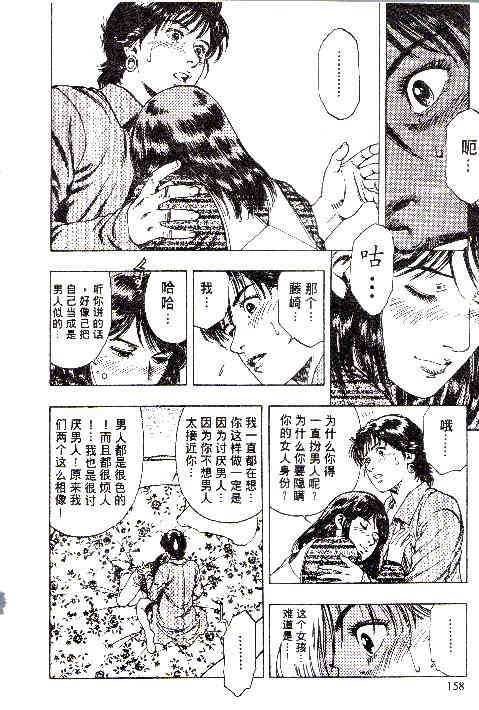 呃…
…………
咕…
那个…
藤崎…
我…
哈哈…
听你讲的话
，好像己把
自己当成是
男人似的…
哦…
为什么你得
一直扮男人呢？
为什么你要隐瞒
你的女人身份？
我一直都在想…
你这样做一定是
因为讨厌男人…
因为你不想男人
太接近你…
男人都是很色的
！而且都很烦人
！…我也是很讨
厌男人！原来我
们两个这么相像！
这个女孩
难道是…
…………
158